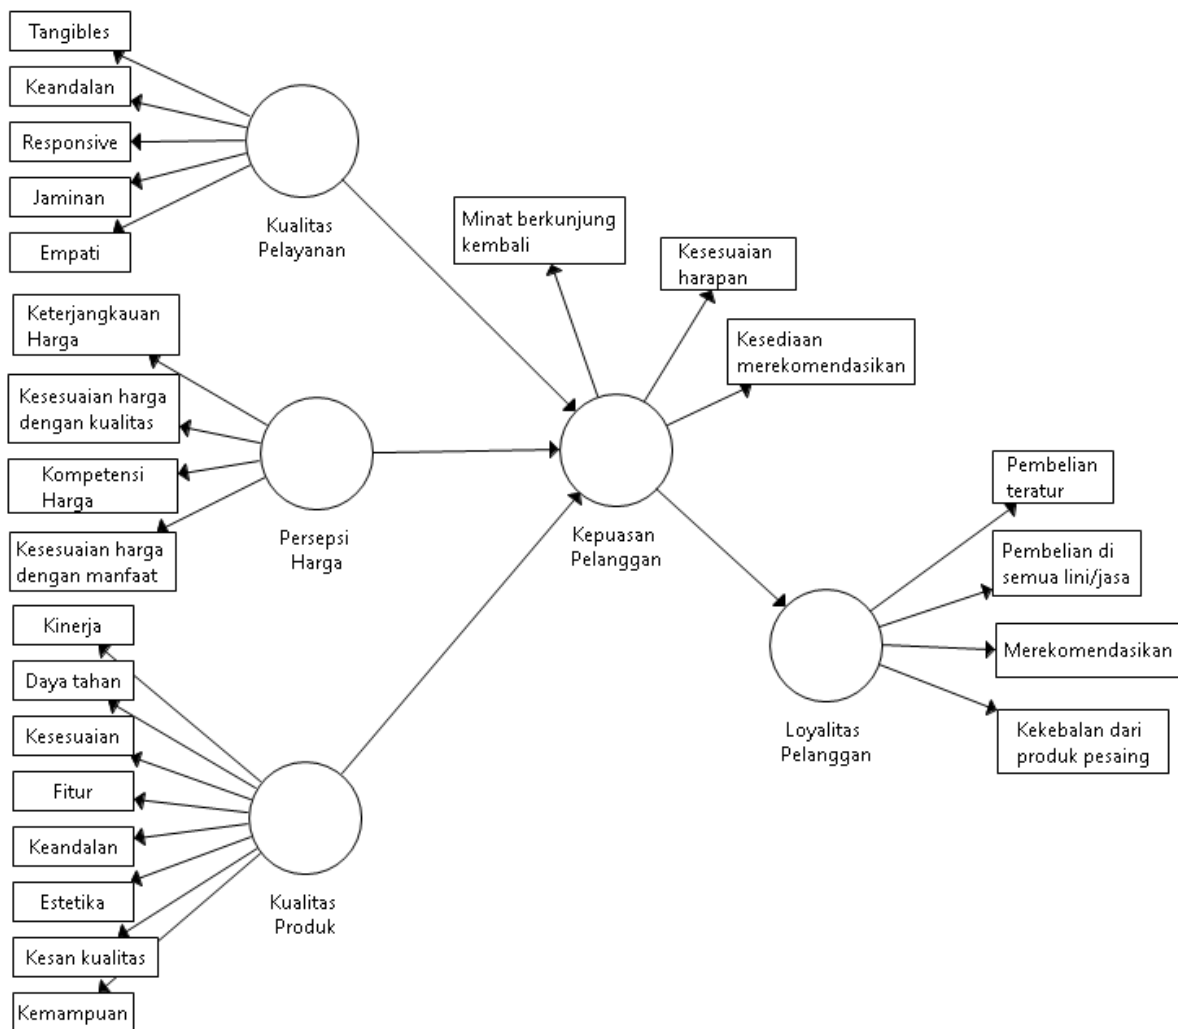 Tangibles
Keandalan
Responsive
Jaminan
Empati
Kualitas
Pelayanan
Minat berkunjung
kembali
Kesesuaian
harapan
Kesediaan
merekomendasikan
Keterjangkauan
Harga
Kesesuaian harga
dengan kualitas
Kompetensi
Harga
Kesesuaian harga
dengan manfaat
Persepsi
Harga
Kepuasan
Pelanggan
Pembelian
teratur
Pembelian di
semua lini/jasa
Merekomendasikan
Kekebalan dari
produk pesaing
Loyalitas
Pelanggan
Kinerja
Daya tahan
Kesesuaian
Fitur
Keandalan
Estetika
Kesan kualitas
Kemampuan
Kualitas
Produk